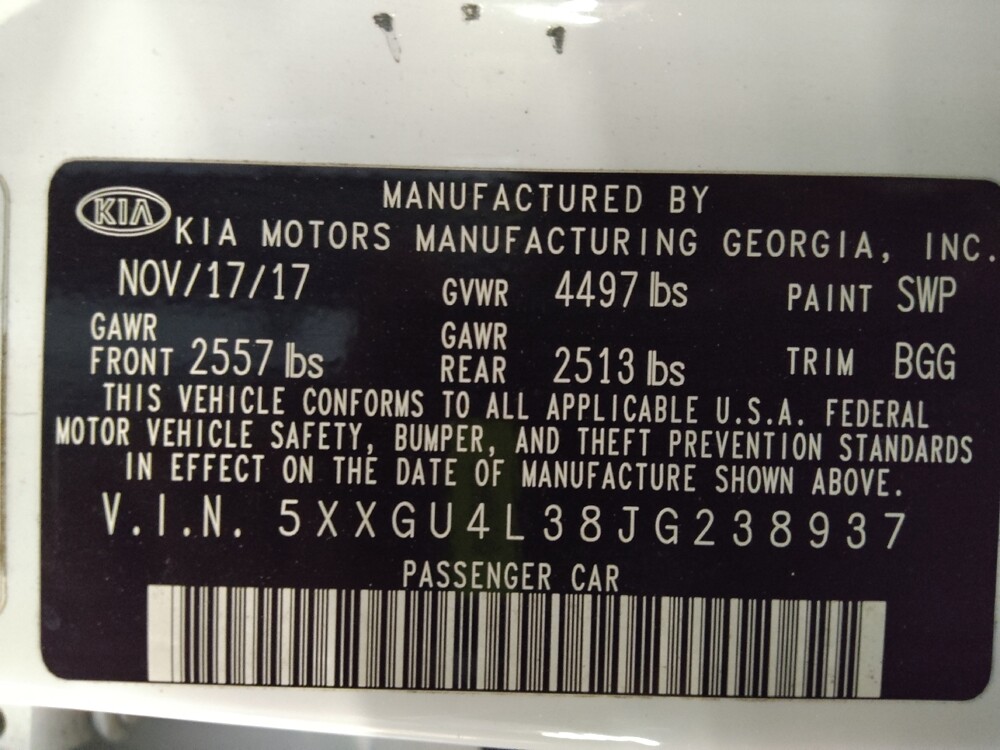 MANUFACTURED BY
KIA KIA MOTORS MANUFACTURING GEORGIA, INC.
NOV/17/17 GVWR 4497 lbs PAINT SWP
GAWR FRONT 2557 lbs GAWR REAR 2513 lbs TRIM BGG
THIS VEHICLE CONFORMS TO ALL APPLICABLE U.S.A. FEDERAL
MOTOR VEHICLE SAFETY, BUMPER, AND THEFT PREVENTION STANDARDS
IN EFFECT ON THE DATE OF MANUFACTURE SHOWN ABOVE.
V.I.N. 5XXGU4L38JG238937
PASSENGER CAR